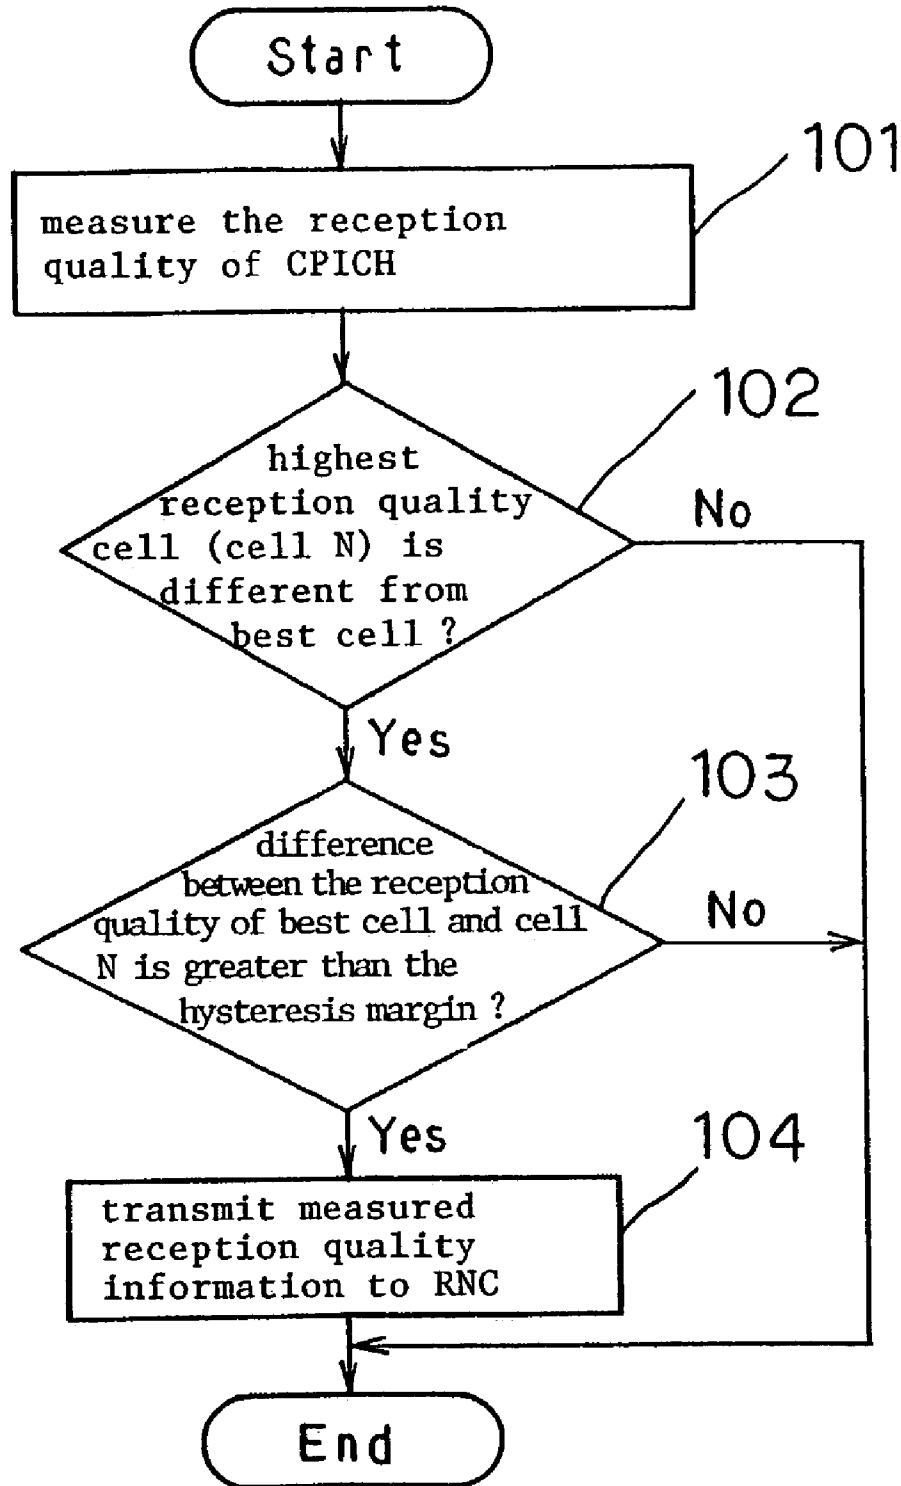 Start
101
measure the reception
quality of CPICH
102
highest
reception quality
cell (cell N) is
different from
best cell ?
No
Yes
103
difference
between the reception
quality of best cell and cell
N is greater than the
hysteresis margin ?
No
Yes
104
transmit measured
reception quality
information to RNC
End